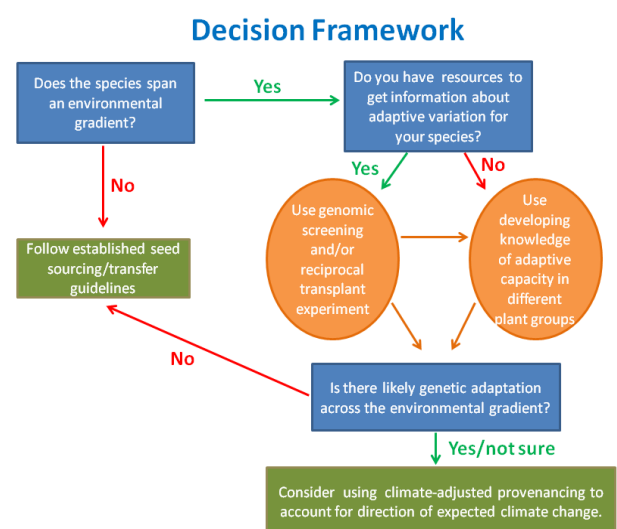 Decision Framework
Does the species span
an environmental
gradient?
Yes
Do you have resources to
get information about
adaptive variation for
your species?
No
Yes
No
Use genomic
screening
and/or
reciprocal
transplant
experiment
Use
developing
knowledge
of adaptive
capacity in
different
plant groups
Follow established seed
sourcing/transfer
guidelines
No
Is there likely genetic adaptation
across the environmental gradient?
Yes/not sure
Consider using climate-adjusted provenancing to
account for direction of expected climate change.